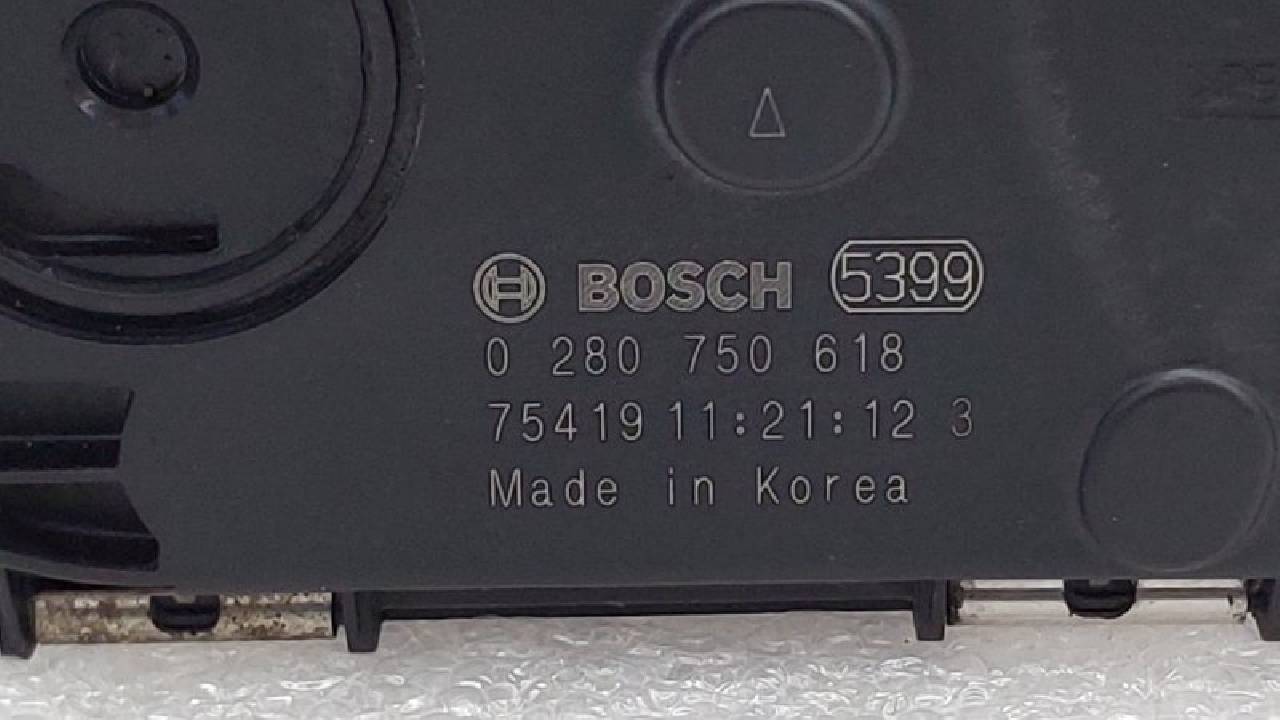 BOSCH 5399
0 280 750 618
75419 11:21:12 3
Made in Korea